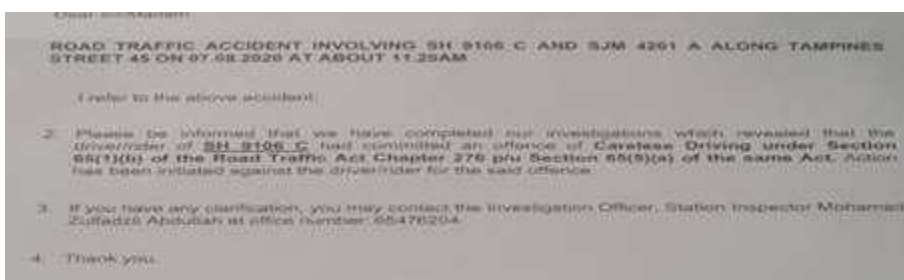 Dear Sir/Madam
ROAD TRAFFIC ACCIDENT INVOLVING SH 9106 C AND SJM 4261 A ALONG TAMPINES
STREET 45 ON 07.08.2020 AT ABOUT 11.25AM
I refer to the above accident.
2. Please be informed that we have completed our investigations which revealed that the
driver/rider of SH 9106 C had committed an offence of Careless Driving under Section
65(1)(b) of the Road Traffic Act Chapter 276 p/u Section 65(5)(a) of the same Act. Action
has been initiated against the driver/rider for the said offence.
3. If you have any clarification, you may contact the Investigation Officer, Station Inspector Mohamad
Zulfadzli Abdullah at office number: 65476204.
4. Thank you.